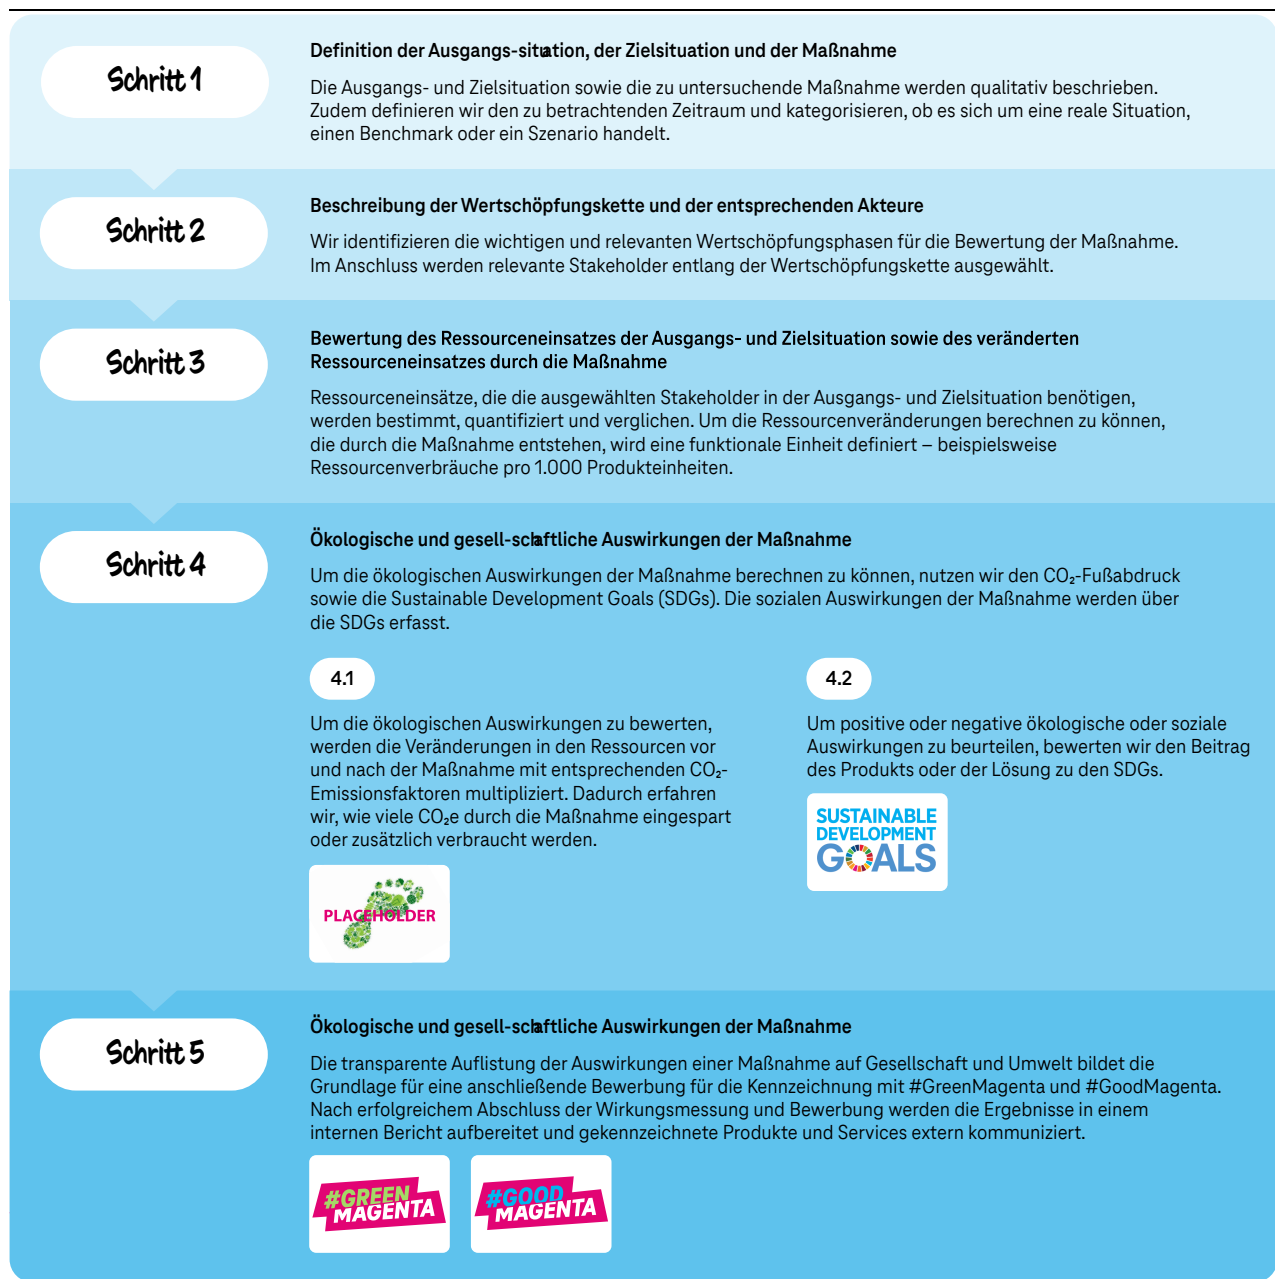 Schritt 1
Definition der Ausgangs-situation, der Zielsituation und der Maßnahme
Die Ausgangs- und Zielsituation sowie die zu untersuchende Maßnahme werden qualitativ beschrieben.
Zudem definieren wir den zu betrachtenden Zeitraum und kategorisieren, ob es sich um eine reale Situation,
einen Benchmark oder ein Szenario handelt.
Schritt 2
Beschreibung der Wertschöpfungskette und der entsprechenden Akteure
Wir identifizieren die wichtigen und relevanten Wertschöpfungsphasen für die Bewertung der Maßnahme.
Im Anschluss werden relevante Stakeholder entlang der Wertschöpfungskette ausgewählt.
Schritt 3
Bewertung des Ressourceneinsatzes der Ausgangs- und Zielsituation sowie des veränderten
Ressourceneinsatzes durch die Maßnahme
Ressourceneinsätze, die die ausgewählten Stakeholder in der Ausgangs- und Zielsituation benötigen,
werden bestimmt, quantifiziert und verglichen. Um die Ressourcenveränderungen berechnen zu können,
die durch die Maßnahme entstehen, wird eine funktionale Einheit definiert – beispielsweise
Ressourcenverbräuche pro 1.000 Produkteinheiten.
Schritt 4
Ökologische und gesell-schaftliche Auswirkungen der Maßnahme
Um die ökologischen Auswirkungen der Maßnahme berechnen zu können, nutzen wir den CO₂-Fußabdruck
sowie die Sustainable Development Goals (SDGs). Die sozialen Auswirkungen der Maßnahme werden über
die SDGs erfasst.
4.1
Um die ökologischen Auswirkungen zu bewerten,
werden die Veränderungen in den Ressourcen vor
und nach der Maßnahme mit entsprechenden CO₂-
Emissionsfaktoren multipliziert. Dadurch erfahren
wir, wie viele CO₂e durch die Maßnahme eingespart
oder zusätzlich verbraucht werden.
PLACEHOLDER
4.2
Um positive oder negative ökologische oder soziale
Auswirkungen zu beurteilen, bewerten wir den Beitrag
des Produkts oder der Lösung zu den SDGs.
SUSTAINABLE
DEVELOPMENT
GOALS
Schritt 5
Ökologische und gesell-schaftliche Auswirkungen der Maßnahme
Die transparente Auflistung der Auswirkungen einer Maßnahme auf Gesellschaft und Umwelt bildet die
Grundlage für eine anschließende Bewerbung für die Kennzeichnung mit #GreenMagenta und #GoodMagenta.
Nach erfolgreichem Abschluss der Wirkungsmessung und Bewerbung werden die Ergebnisse in einem
internen Bericht aufbereitet und gekennzeichnete Produkte und Services extern kommuniziert.
#GREEN
MAGENTA
#GOOD
MAGENTA